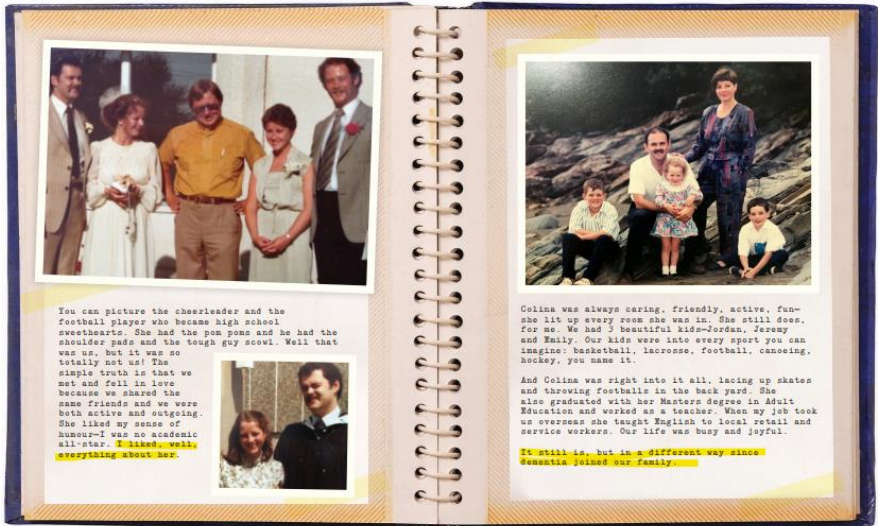 You can picture the cheerleader and the
football player who became high school
sweethearts. She had the pom poms and he had the
shoulder pads and the tough guy scowl. Well that
was us, but it was so
totally not us! The
simple truth is that we
met and fell in love
because we shared the
same friends and we were
both active and outgoing.
She liked my sense of
humour—I was no academic
all-star. I liked, well,
everything about her.
Colina was always caring, friendly, active, fun—
she lit up every room she was in. She still does,
for me. We had 3 beautiful kids—Jordan, Jeremy
and Emily. Our kids were into every sport you can
imagine: basketball, lacrosse, football, canoeing,
hockey, you name it.
And Colina was right into it all, lacing up skates
and throwing footballs in the back yard. She
also graduated with her Masters degree in Adult
Education and worked as a teacher. When my job took
us overseas she taught English to local retail and
service workers. Our life was busy and joyful.
It still is, but in a different way since
dementia joined our family.